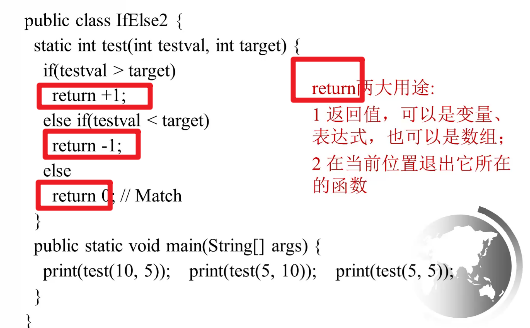 public class IfElse2 {
static int test(int testval, int target) {
if(testval > target)
return +1;
else if(testval < target)
return -1;
else
return 0; // Match
}
public static void main(String[] args) {
print(test(10, 5)); print(test(5, 10)); print(test(5, 5));
}
}
return两大用途:
1 返回值，可以是变量、
表达式，也可以是数组；
2 在当前位置退出它所在
的函数